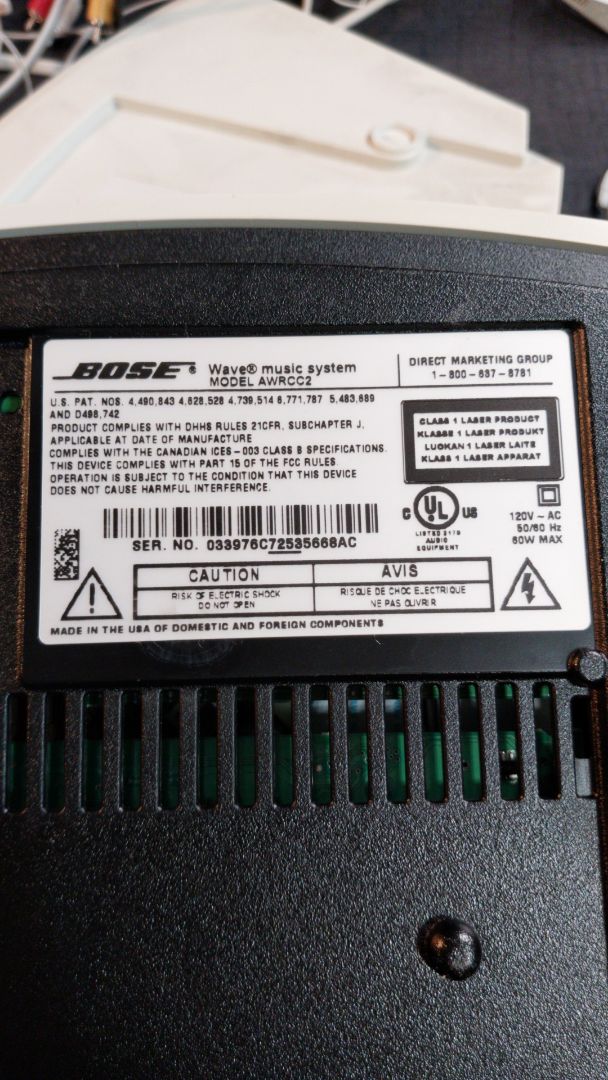 BOSE® Wave® music system
MODEL AWRCC2
DIRECT MARKETING GROUP
1-800-637-8781
U.S. PAT. NOS. 4,490,843 4,628,528 4,739,514 6,771,787 5,483,689
AND D498,742
PRODUCT COMPLIES WITH DHHS RULES 21CFR, SUBCHAPTER J,
APPLICABLE AT DATE OF MANUFACTURE
COMPLIES WITH THE CANADIAN ICES-003 CLASS B SPECIFICATIONS.
THIS DEVICE COMPLIES WITH PART 15 OF THE FCC RULES.
OPERATION IS SUBJECT TO THE CONDITION THAT THIS DEVICE
DOES NOT CAUSE HARMFUL INTERFERENCE.
CLASS 1 LASER PRODUCT
KLASSE 1 LASER PRODUKT
LUOKAN 1 LASER LAITE
KLASS 1 LASER APPARAT
SER. NO. 033976C72535668AC
C UL US
LISTED 3179
AUDIO
EQUIPMENT
120V ~ AC
50/60 Hz
60W MAX
CAUTION
RISK OF ELECTRIC SHOCK
DO NOT OPEN
AVIS
RISQUE DE CHOC ELECTRIQUE
NE PAS OUVRIR
MADE IN THE USA OF DOMESTIC AND FOREIGN COMPONENTS